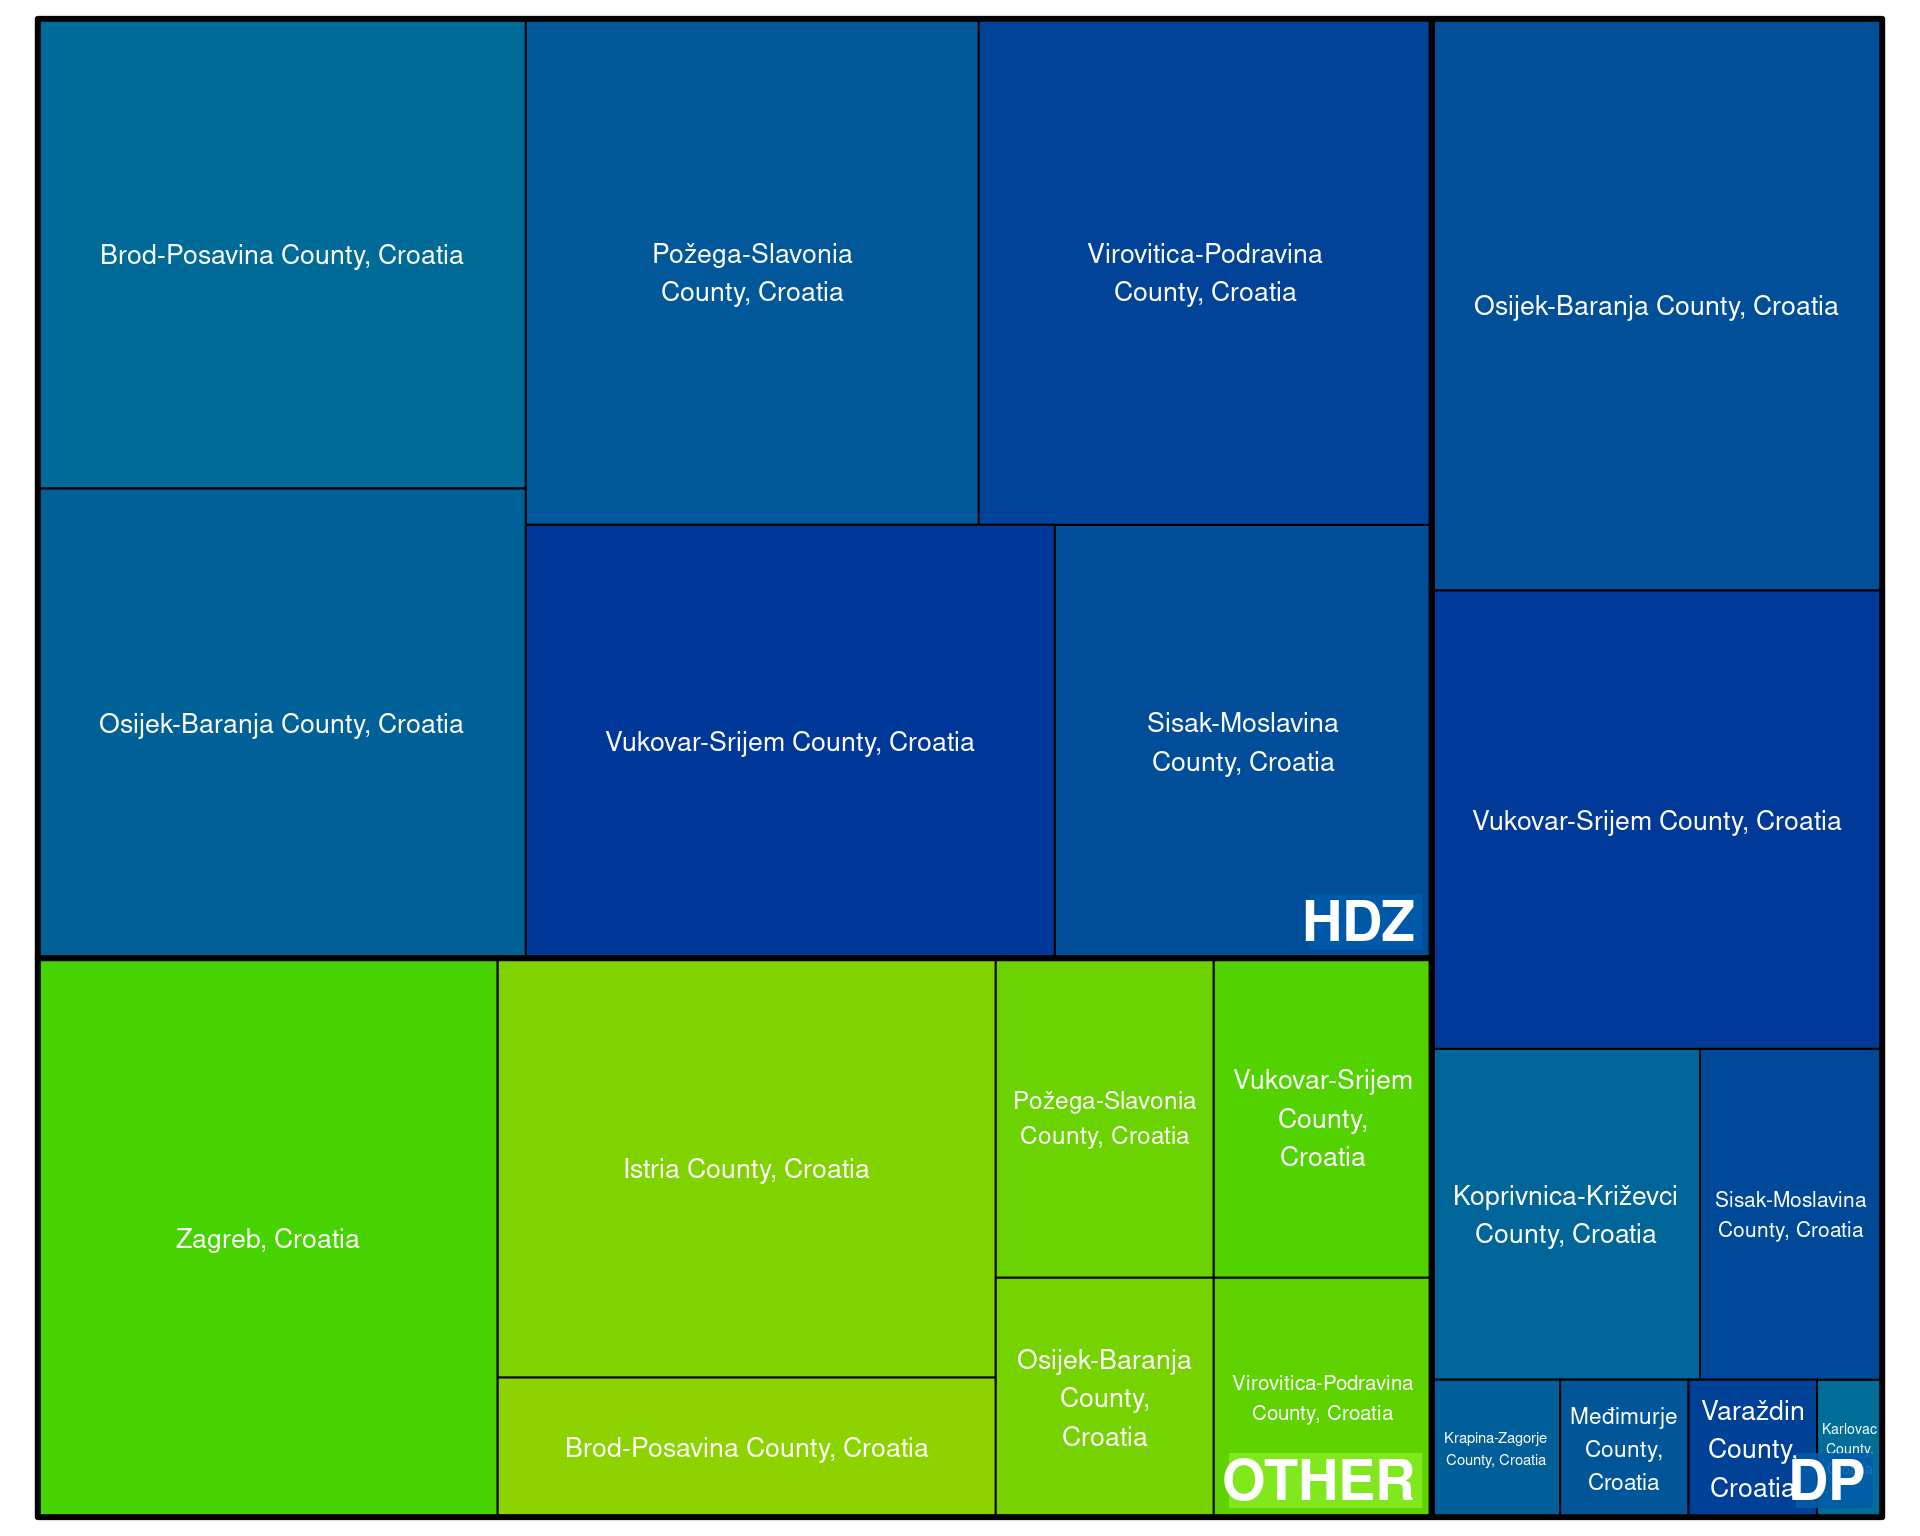 Brod-Posavina County, Croatia
Požega-Slavonia
County, Croatia
Virovitica-Podravina
County, Croatia
Osijek-Baranja County, Croatia
Osijek-Baranja County, Croatia
Vukovar-Srijem County, Croatia
Sisak-Moslavina
County, Croatia
HDZ
Vukovar-Srijem County, Croatia
Zagreb, Croatia
Istria County, Croatia
Brod-Posavina County, Croatia
Požega-Slavonia
County, Croatia
Vukovar-Srijem
County,
Croatia
Osijek-Baranja
County,
Croatia
Virovitica-Podravina
County, Croatia
OTHER
Koprivnica-Križevci
County, Croatia
Sisak-Moslavina
County, Croatia
Krapina-Zagorje
County, Croatia
Međimurje
County,
Croatia
Varaždin
County,
Croatia
Karlovac
County,
DP